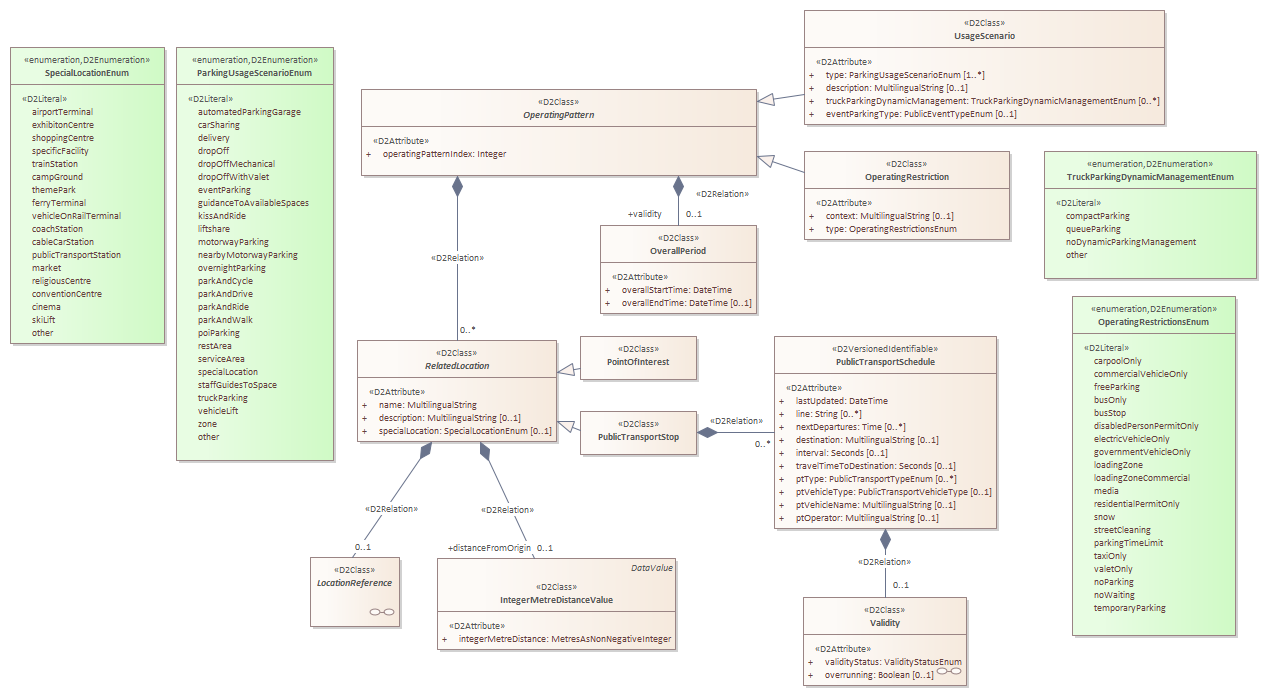 «enumeration,D2Enumeration»
SpecialLocationEnum
«D2Literal»
airportTerminal
exhibitonCentre
shoppingCentre
specificFacility
trainStation
campGround
themePark
ferryTerminal
vehicleOnRailTerminal
coachStation
cableCarStation
publicTransportStation
market
religiousCentre
conventionCentre
cinema
skiLift
other
«enumeration,D2Enumeration»
ParkingUsageScenarioEnum
«D2Literal»
automatedParkingGarage
carSharing
delivery
dropOff
dropOffMechanical
dropOffWithValet
eventParking
guidanceToAvailableSpaces
kissAndRide
liftshare
motorwayParking
nearbyMotorwayParking
overnightParking
parkAndCycle
parkAndDrive
parkAndRide
parkAndWalk
poiParking
restArea
serviceArea
specialLocation
staffGuidesToSpace
truckParking
vehicleLift
zone
other
«D2Class»
OperatingPattern
«D2Attribute»
+ operatingPatternIndex: Integer
«D2Class»
UsageScenario
«D2Attribute»
+ type: ParkingUsageScenarioEnum [1..*]
+ description: MultilingualString [0..1]
+ truckParkingDynamicManagement: TruckParkingDynamicManagementEnum [0..*]
+ eventParkingType: PublicEventTypeEnum [0..1]
«D2Class»
OperatingRestriction
«D2Attribute»
+ context: MultilingualString [0..1]
+ type: OperatingRestrictionsEnum
«enumeration,D2Enumeration»
TruckParkingDynamicManagementEnum
«D2Literal»
compactParking
queueParking
noDynamicParkingManagement
other
«D2Relation»
+validity 0..1
«D2Class»
OverallPeriod
«D2Attribute»
+ overallStartTime: DateTime
+ overallEndTime: DateTime [0..1]
«D2Relation»
0..*
«D2Class»
RelatedLocation
«D2Attribute»
+ name: MultilingualString
+ description: MultilingualString [0..1]
+ specialLocation: SpecialLocationEnum [0..1]
«D2Class»
PointOfInterest
«D2Class»
PublicTransportStop
«D2Relation»
0..*
«D2VersionedIdentifiable»
PublicTransportSchedule
«D2Attribute»
+ lastUpdated: DateTime
+ line: String [0..*]
+ nextDepartures: Time [0..*]
+ destination: MultilingualString [0..1]
+ interval: Seconds [0..1]
+ travelTimeToDestination: Seconds [0..1]
+ ptType: PublicTransportTypeEnum [0..*]
+ ptVehicleType: PublicTransportVehicleType [0..1]
+ ptVehicleName: MultilingualString [0..1]
+ ptOperator: MultilingualString [0..1]
«enumeration,D2Enumeration»
OperatingRestrictionsEnum
«D2Literal»
carpoolOnly
commercialVehicleOnly
freeParking
busOnly
busStop
disabledPersonPermitOnly
electricVehicleOnly
governmentVehicleOnly
loadingZone
loadingZoneCommercial
media
residentialPermitOnly
snow
streetCleaning
parkingTimeLimit
taxiOnly
valetOnly
noParking
noWaiting
temporaryParking
«D2Relation»
0..1
«D2Class»
LocationReference
«D2Relation»
+distanceFromOrigin 0..1
DataValue
«D2Class»
IntegerMetreDistanceValue
«D2Attribute»
+ integerMetreDistance: MetresAsNonNegativeInteger
«D2Relation»
0..1
«D2Class»
Validity
«D2Attribute»
+ validityStatus: ValidityStatusEnum
+ overrunning: Boolean [0..1]